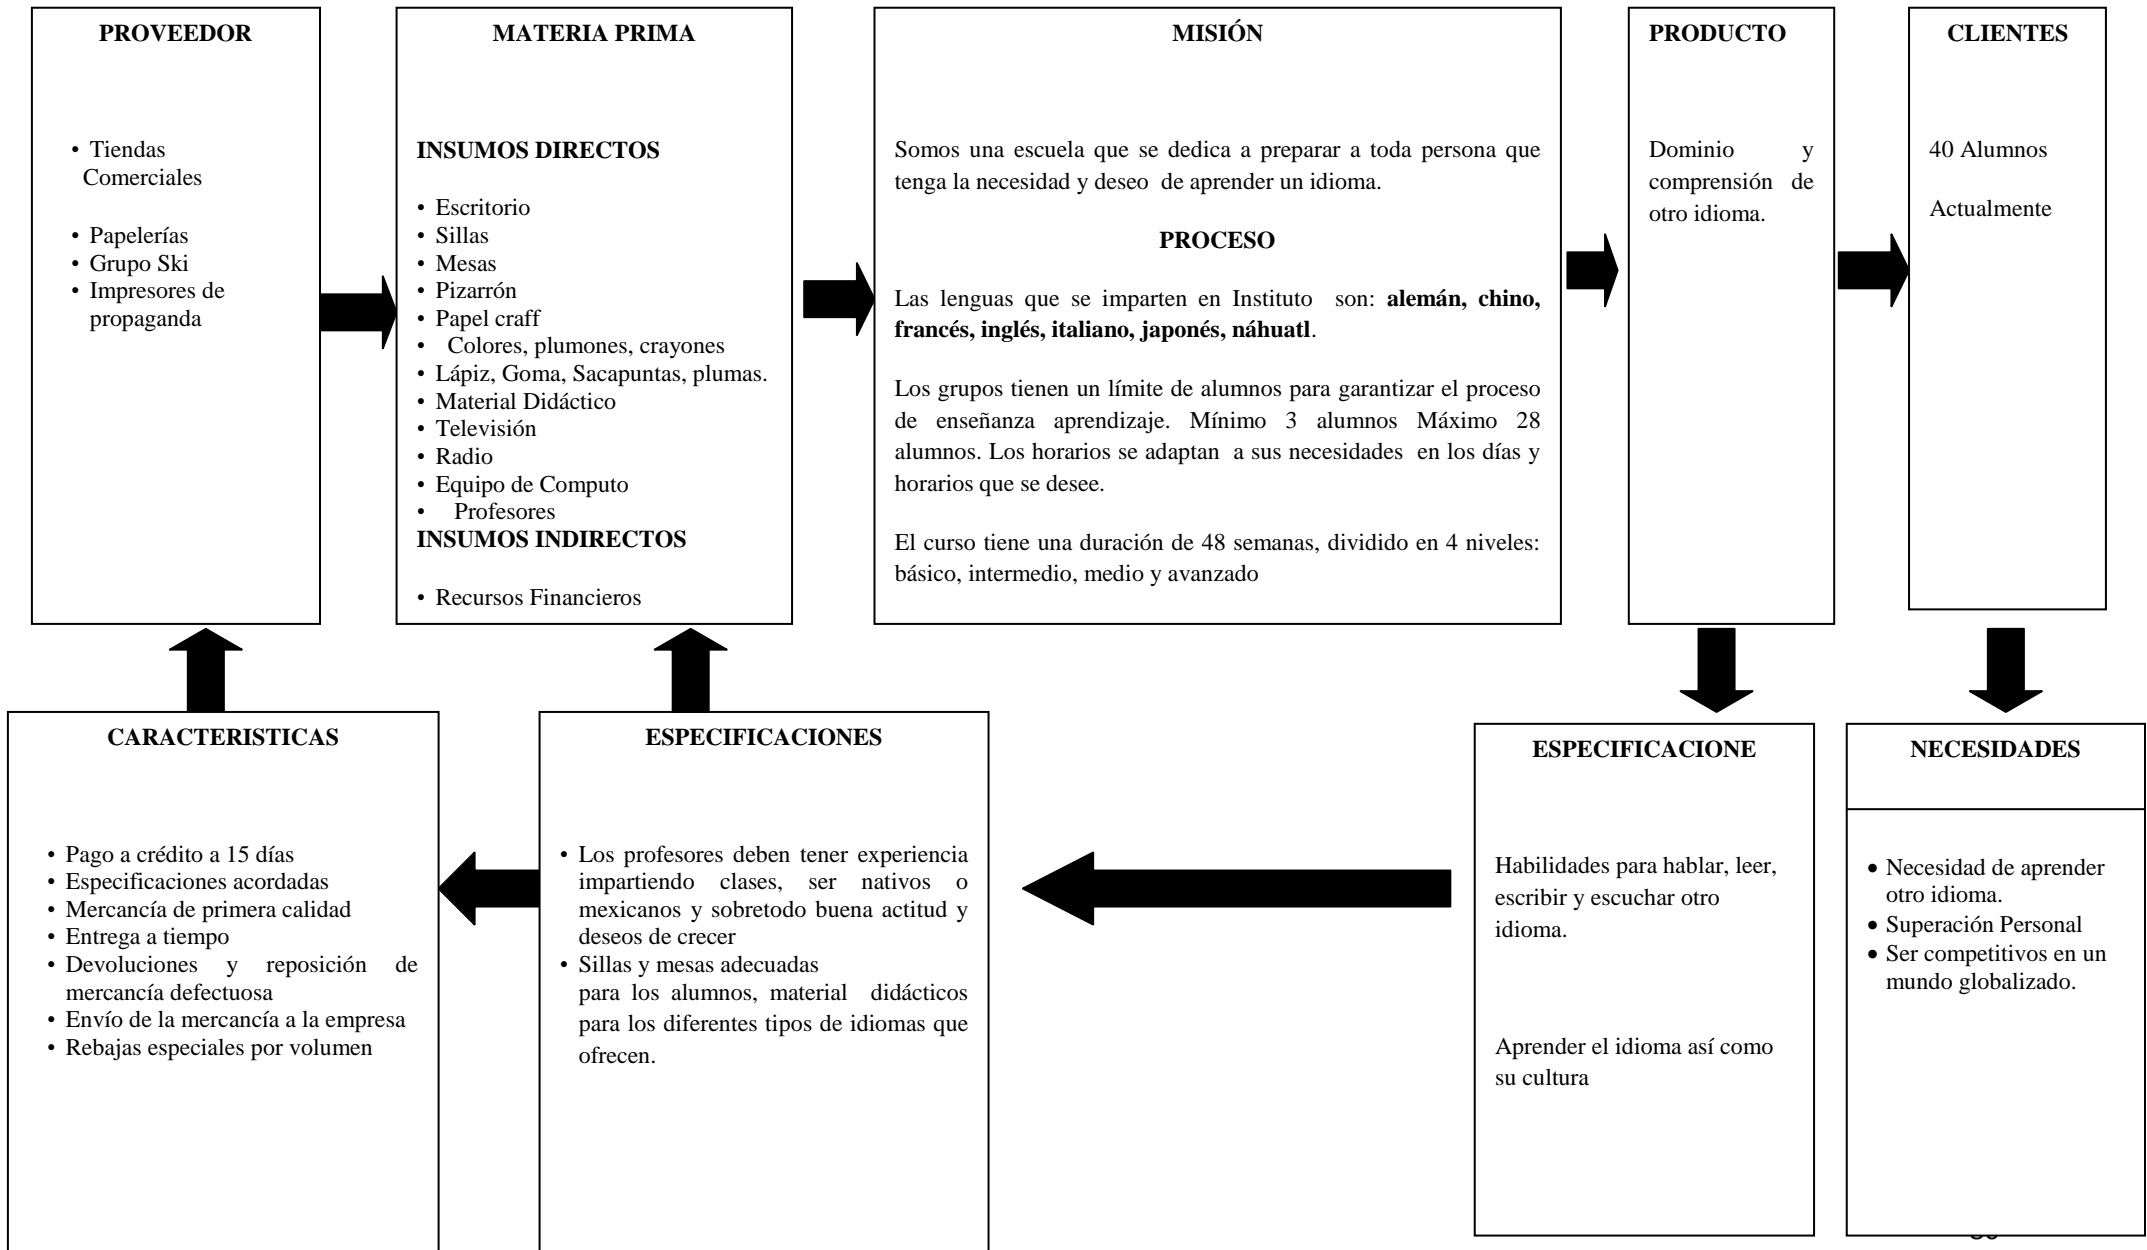 PROVEEDOR
• Tiendas
Comerciales
• Papelerías
• Grupo Ski
• Impresores de
propaganda
MATERIA PRIMA
INSUMOS DIRECTOS
• Escritorio
• Sillas
• Mesas
• Pizarrón
• Papel craff
• Colores, plumones, crayones
• Lápiz, Goma, Sacapuntas, plumas.
• Material Didáctico
• Televisión
• Radio
• Equipo de Computo
• Profesores
INSUMOS INDIRECTOS
• Recursos Financieros
MISIÓN
Somos una escuela que se dedica a preparar a toda persona que
tenga la necesidad y deseo de aprender un idioma.
PROCESO
Las lenguas que se imparten en Instituto son: alemán, chino,
francés, inglés, italiano, japonés, náhuatl.
Los grupos tienen un límite de alumnos para garantizar el proceso
de enseñanza aprendizaje. Mínimo 3 alumnos Máximo 28
alumnos. Los horarios se adaptan a sus necesidades en los días y
horarios que se desee.
El curso tiene una duración de 48 semanas, dividido en 4 niveles:
básico, intermedio, medio y avanzado
PRODUCTO
Dominio y
comprensión de
otro idioma.
CLIENTES
40 Alumnos
Actualmente
CARACTERISTICAS
• Pago a crédito a 15 días
• Especificaciones acordadas
• Mercancía de primera calidad
• Entrega a tiempo
• Devoluciones y reposición de
mercancía defectuosa
• Envío de la mercancía a la empresa
• Rebajas especiales por volumen
ESPECIFICACIONES
• Los profesores deben tener experiencia
impartiendo clases, ser nativos o
mexicanos y sobretodo buena actitud y
deseos de crecer
• Sillas y mesas adecuadas
para los alumnos, material didácticos
para los diferentes tipos de idiomas que
ofrecen.
ESPECIFICACIONE
Habilidades para hablar, leer,
escribir y escuchar otro
idioma.
Aprender el idioma así como
su cultura
NECESIDADES
• Necesidad de aprender
otro idioma.
• Superación Personal
• Ser competitivos en un
mundo globalizado.